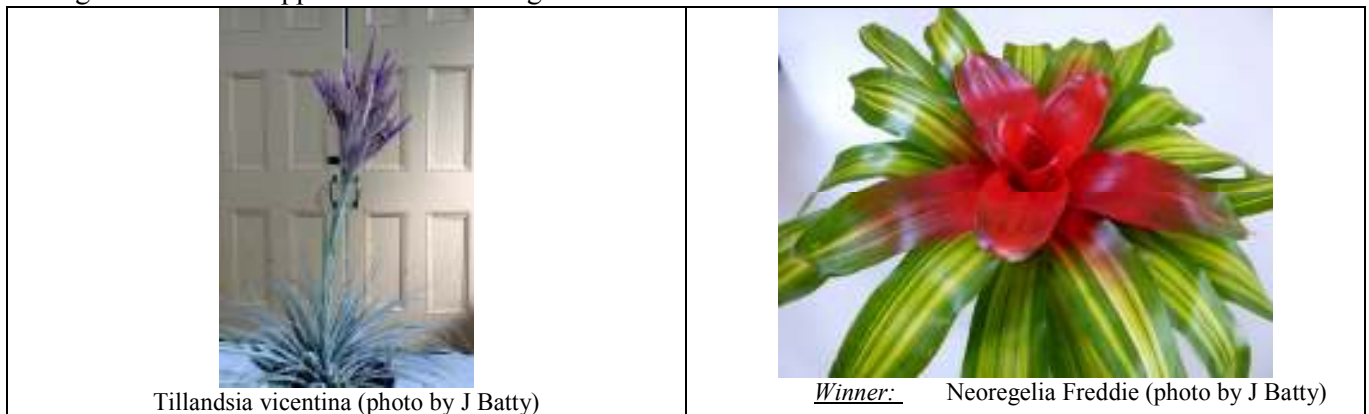 Tillandsia vicentina (photo by J Batty)
Winner: Neoregelia Freddie (photo by J Batty)